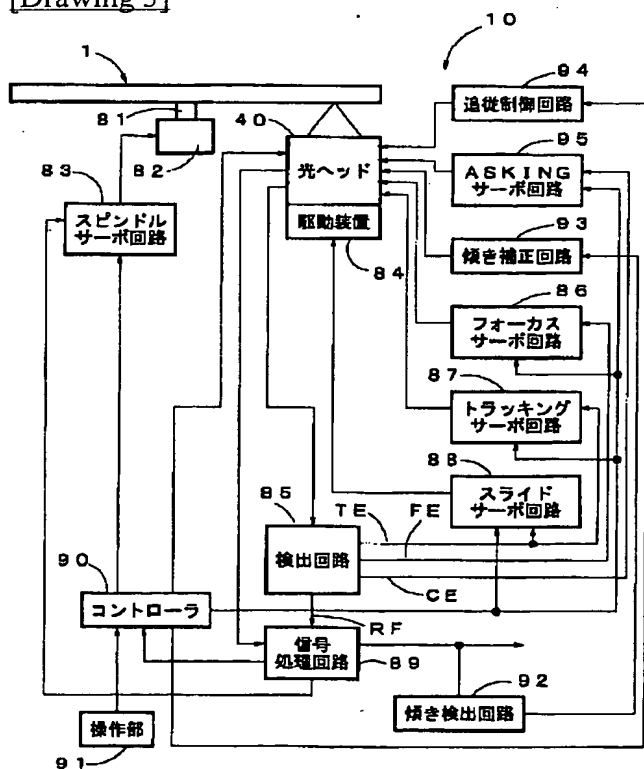 [Drawing 3]
10
1
81
82
83
スピンドル
サーボ回路
40
光ヘッド
駆動装置
84
94
追従制御回路
95
ASKING
サーボ回路
93
傾き補正回路
86
フォーカス
サーボ回路
87
トラッキング
サーボ回路
88
スライド
サーボ回路
85
検出回路
TE
FE
CE
RF
90
コントローラ
信号
処理回路
89
92
傾き検出回路
操作部
91